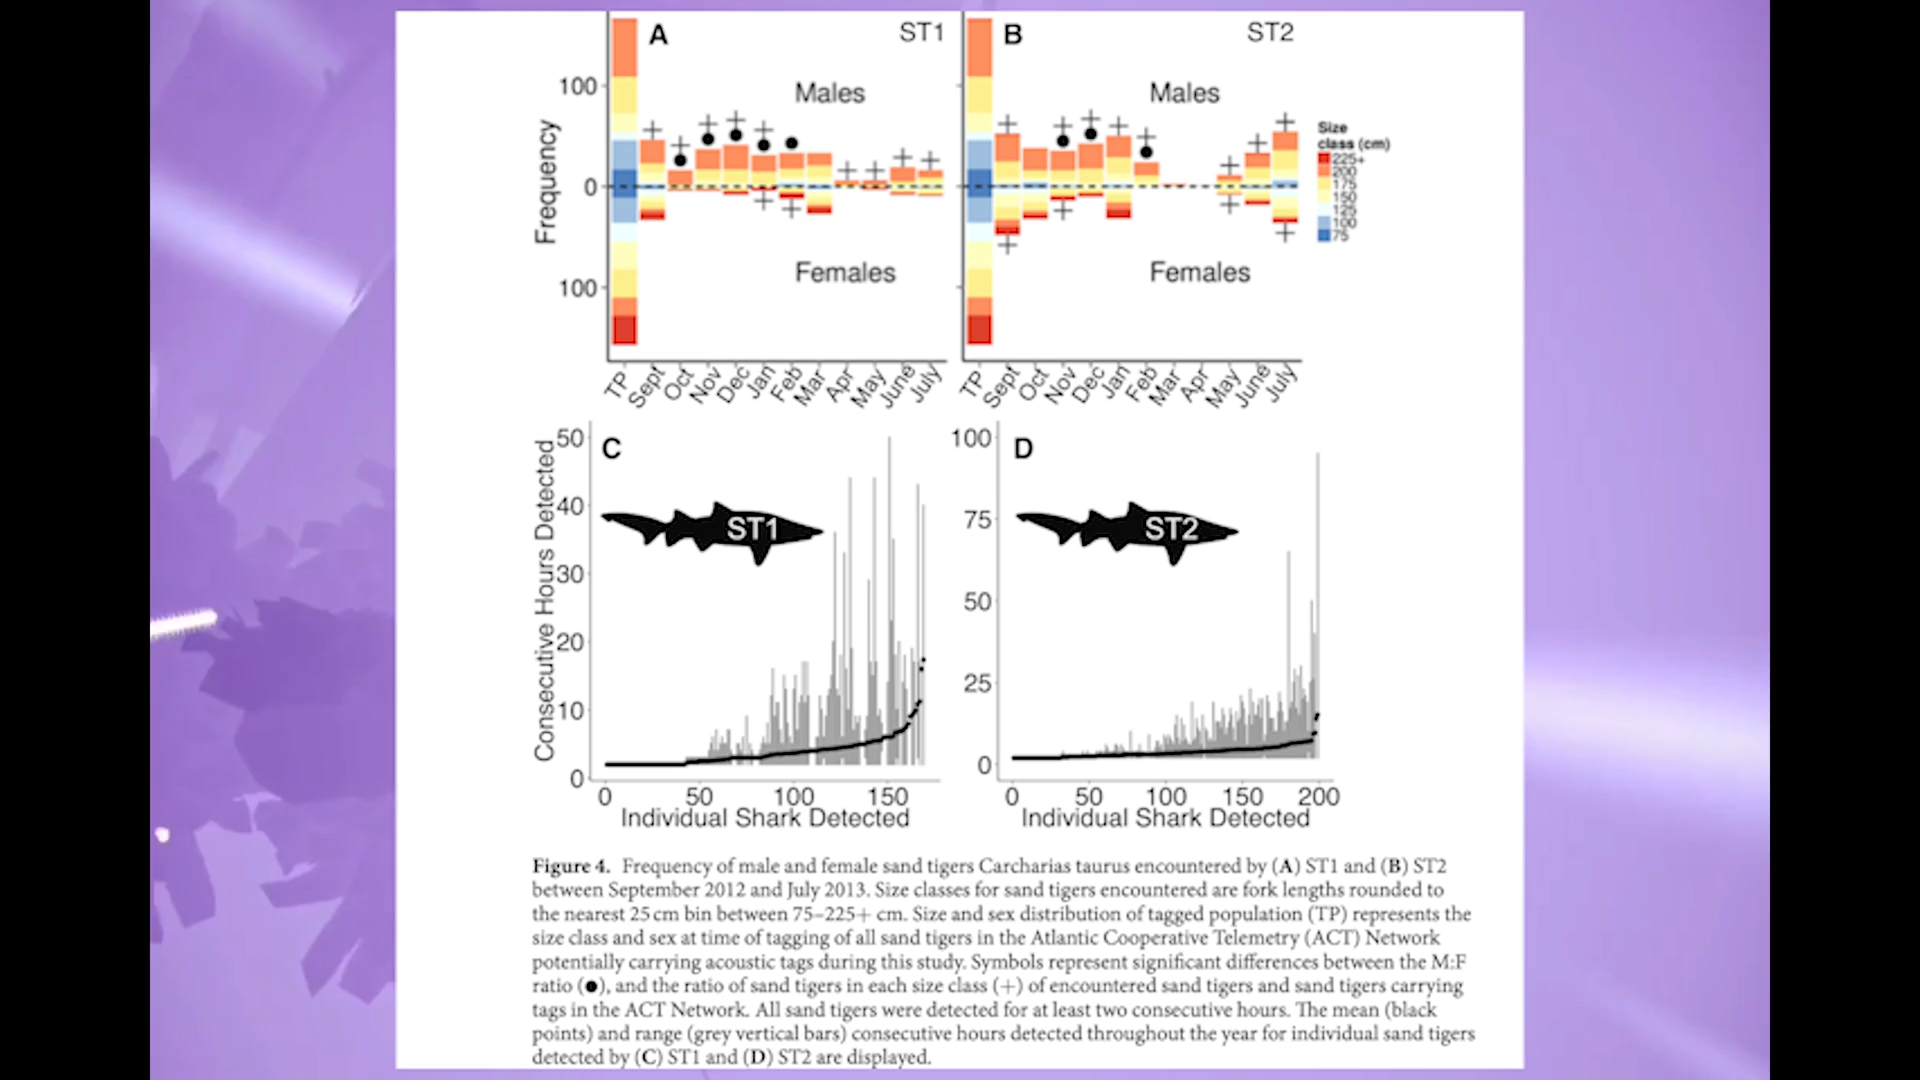 A ST1
B ST2
Males
Males
Females
Females
Frequency
100
0
100
Size
class (cm)
225+
200
175
150
125
100
75
TP Sept Oct Nov Dec Jan Feb Mar Apr May June July
TP Sept Oct Nov Dec Jan Feb Mar Apr May June July
C
ST1
Consecutive Hours Detected
50
40
30
20
10
0
0 50 100 150
Individual Shark Detected
D
ST2
100
75
50
25
0
0 50 100 150 200
Individual Shark Detected
Figure 4. Frequency of male and female sand tigers Carcharias taurus encountered by (A) ST1 and (B) ST2
between September 2012 and July 2013. Size classes for sand tigers encountered are fork lengths rounded to
the nearest 25 cm bin between 75–225+ cm. Size and sex distribution of tagged population (TP) represents the
size class and sex at time of tagging of all sand tigers in the Atlantic Cooperative Telemetry (ACT) Network
potentially carrying acoustic tags during this study. Symbols represent significant differences between the M:F
ratio (●), and the ratio of sand tigers in each size class (+) of encountered sand tigers and sand tigers carrying
tags in the ACT Network. All sand tigers were detected for at least two consecutive hours. The mean (black
points) and range (grey vertical bars) consecutive hours detected throughout the year for individual sand tigers
detected by (C) ST1 and (D) ST2 are displayed.